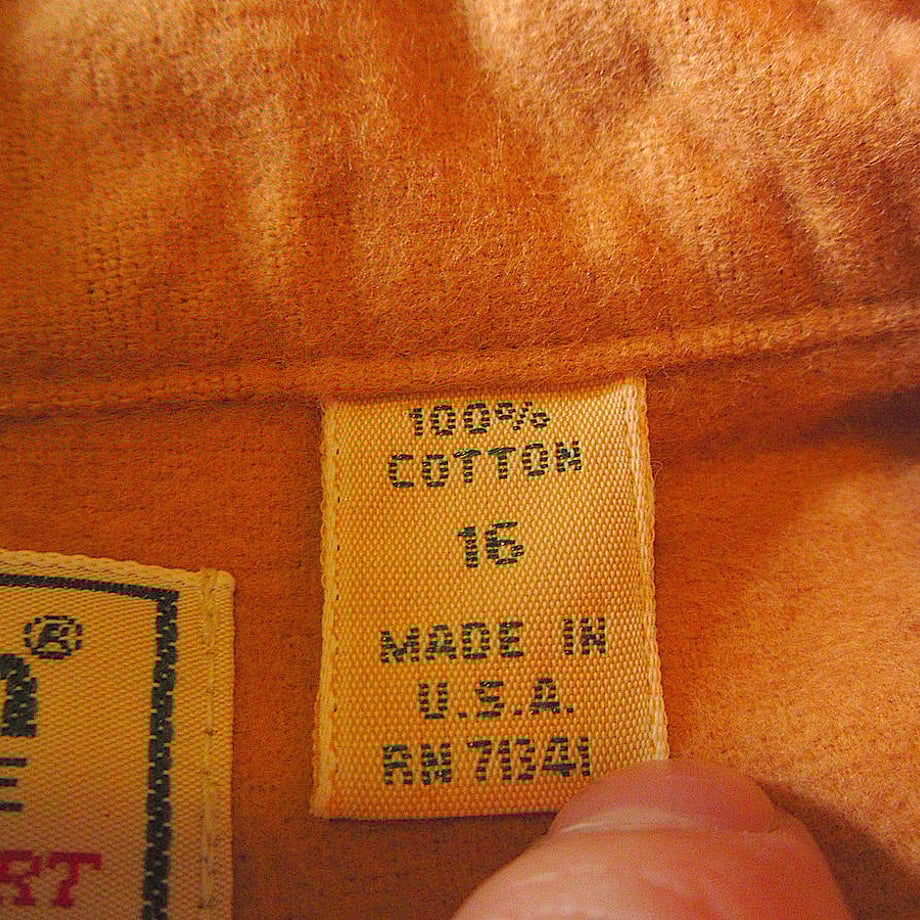 100%
COTTON
16
MADE IN
U.S.A.
RN 71341
®